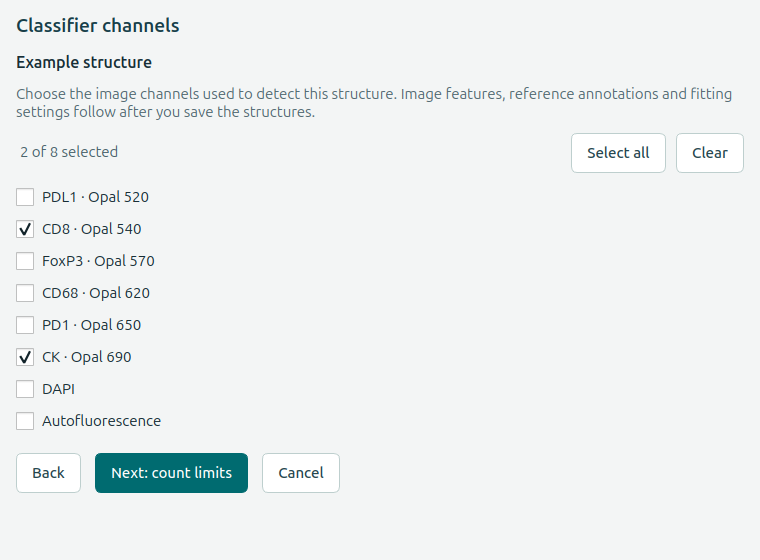 Classifier channels
Example structure
Choose the image channels used to detect this structure. Image features, reference annotations and fitting
settings follow after you save the structures.
2 of 8 selected
Select all
Clear
PDL1 · Opal 520
CD8 · Opal 540
FoxP3 · Opal 570
CD68 · Opal 620
PD1 · Opal 650
CK · Opal 690
DAPI
Autofluorescence
Back
Next: count limits
Cancel